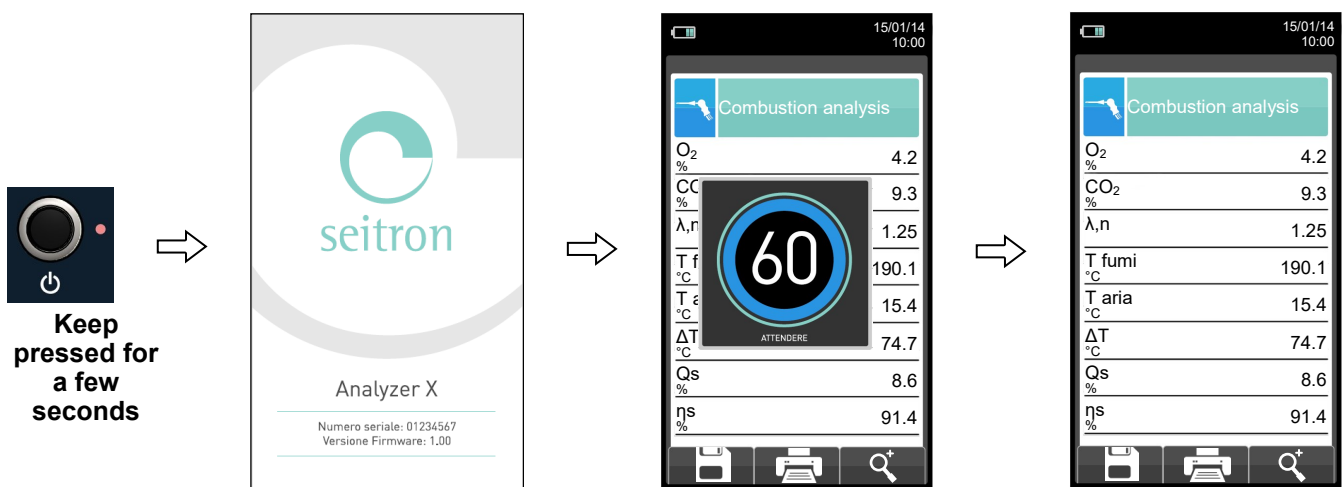 Keep
pressed for
a few
seconds
seitron
Analyzer X
Numero seriale: 01234567
Versione Firmware: 1.00
15/01/14
10:00
Combustion analysis
O2
% 4.2
CO
% 9.3
λ,n 1.25
T f
°C 190.1
T a
°C 15.4
ΔT
°C 74.7
Qs
% 8.6
ηs
% 91.4
60
ATTENDERE
15/01/14
10:00
Combustion analysis
O2
% 4.2
CO2
% 9.3
λ,n 1.25
T fumi
°C 190.1
T aria
°C 15.4
ΔT
°C 74.7
Qs
% 8.6
ηs
% 91.4